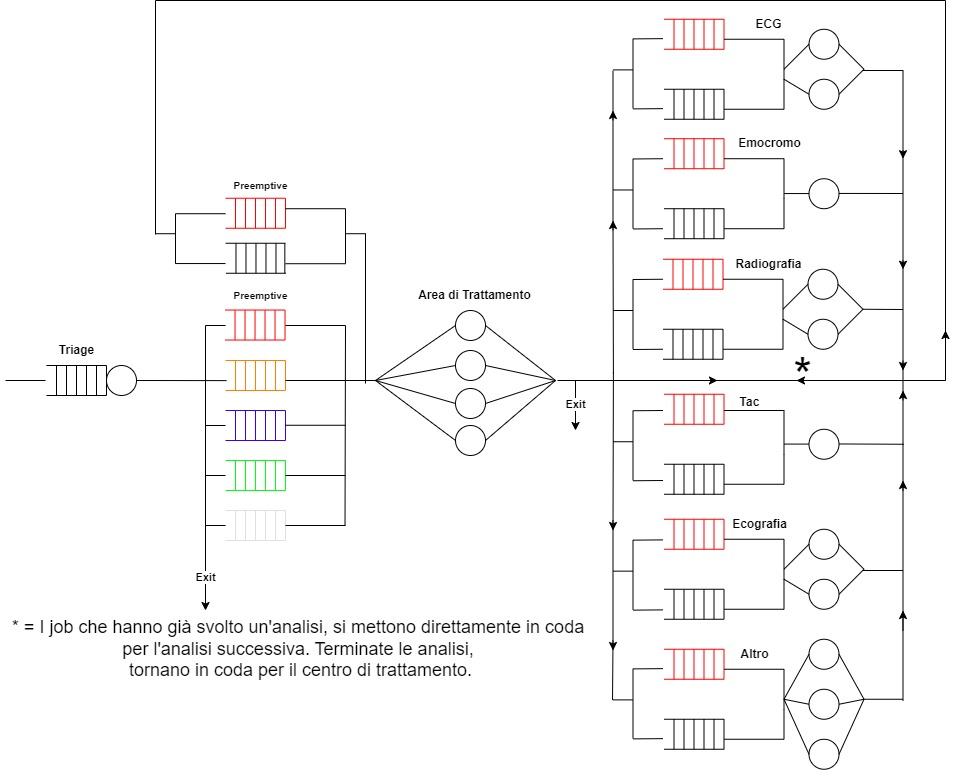 ECG
Emocromo
Preemptive
Radiografia
Preemptive
Area di Trattamento
Triage
*
Exit
Tac
Ecografia
Exit
* = I job che hanno già svolto un'analisi, si mettono direttamente in coda
per l'analisi successiva. Terminate le analisi,
tornano in coda per il centro di trattamento.
Altro